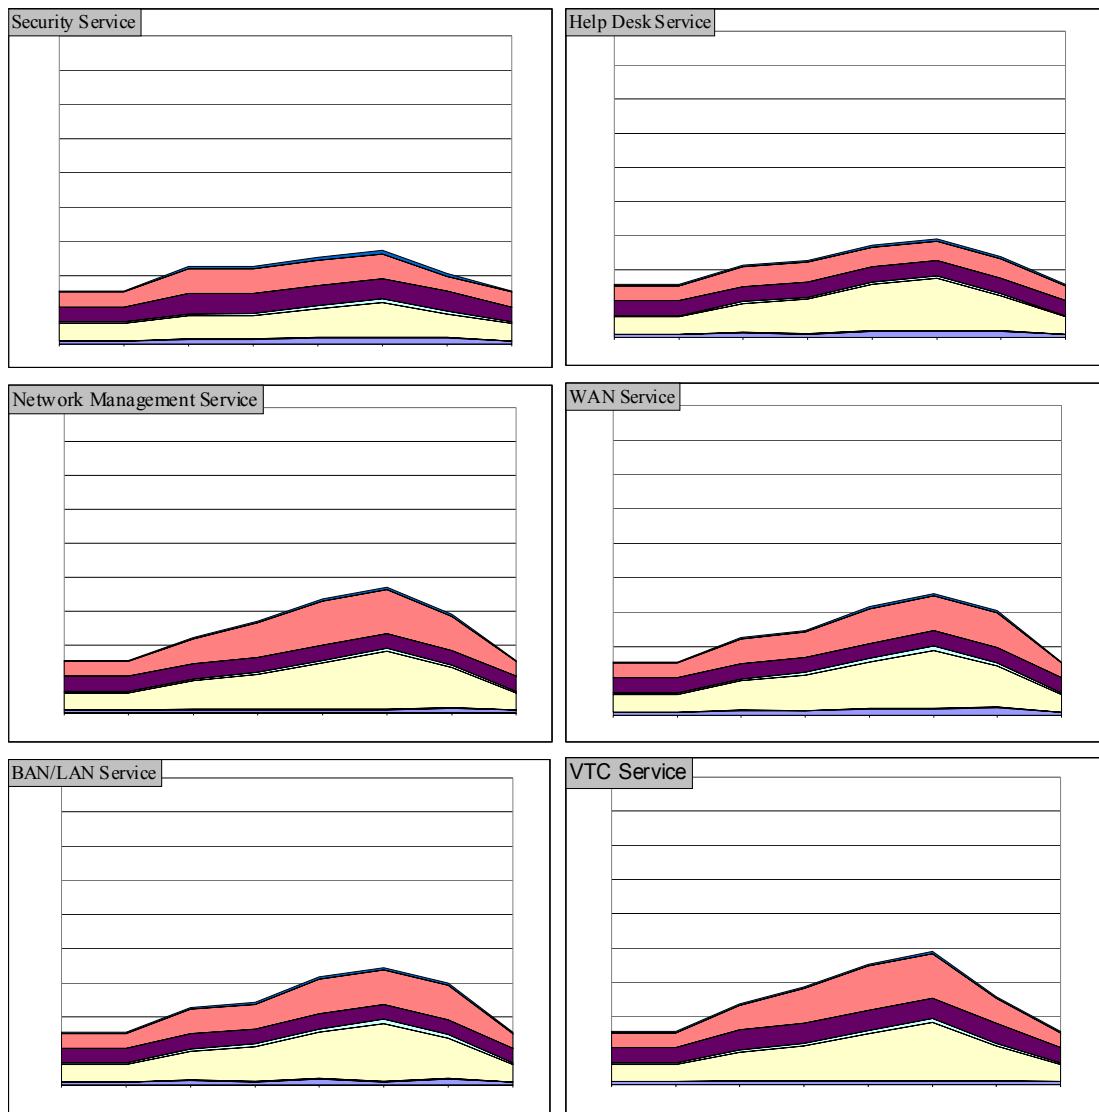 Security Service
Help Desk Service
Network Management Service
WAN Service
BAN/LAN Service
VTC Service